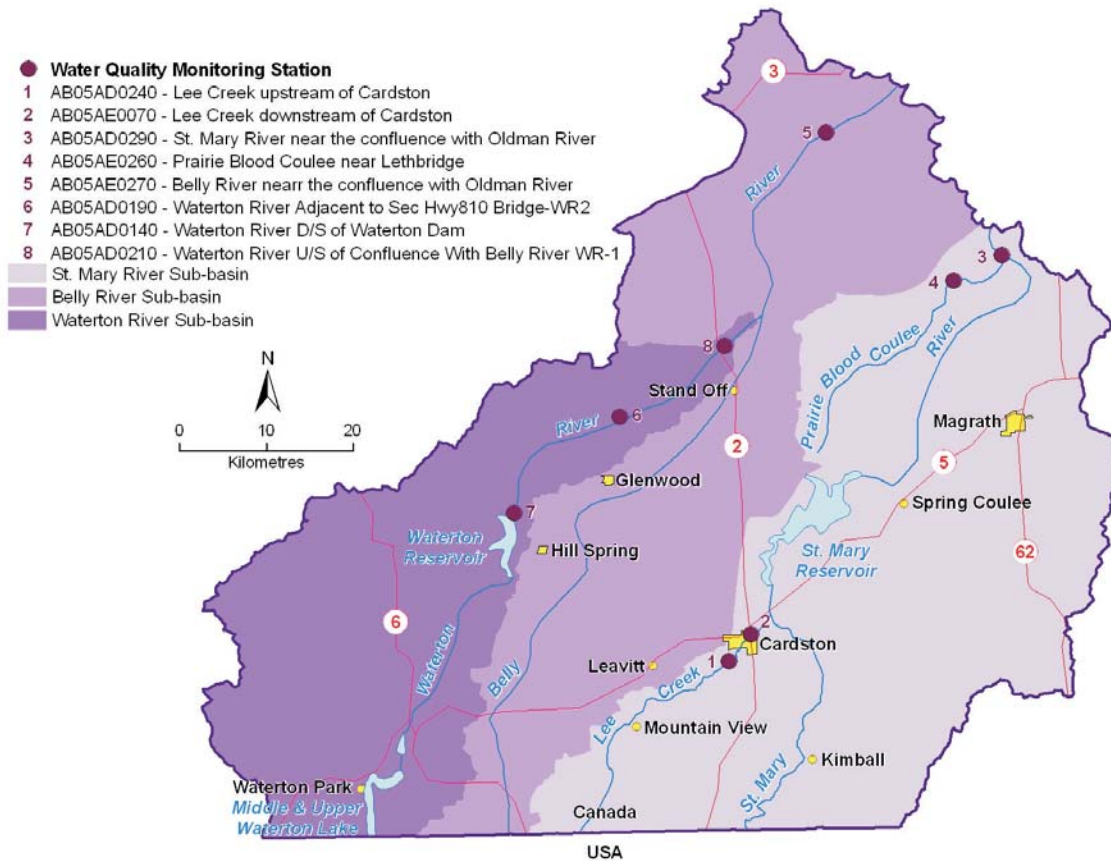 Water Quality Monitoring Station
1 AB05AD0240 - Lee Creek upstream of Cardston
2 AB05AE0070 - Lee Creek downstream of Cardston
3 AB05AD0290 - St. Mary River near the confluence with Oldman River
4 AB05AE0260 - Prairie Blood Coulee near Lethbridge
5 AB05AE0270 - Belly River nearr the confluence with Oldman River
6 AB05AD0190 - Waterton River Adjacent to Sec Hwy810 Bridge-WR2
7 AB05AD0140 - Waterton River D/S of Waterton Dam
8 AB05AD0210 - Waterton River U/S of Confluence With Belly River WR-1
St. Mary River Sub-basin
Belly River Sub-basin
Waterton River Sub-basin
N
0 10 20
Kilometres
3
5
River
3
4
Prairie Blood Coulee
River
8
Stand Off
6
River
Magrath
2
5
Glenwood
Spring Coulee
7
Waterton
Reservoir
Hill Spring
St. Mary
Reservoir
62
6
2
Cardston
Waterton
Belly
Leavitt
1
Lee Creek
Mountain View
St. Mary
Kimball
Waterton Park
Middle & Upper
Waterton Lake
Canada
USA